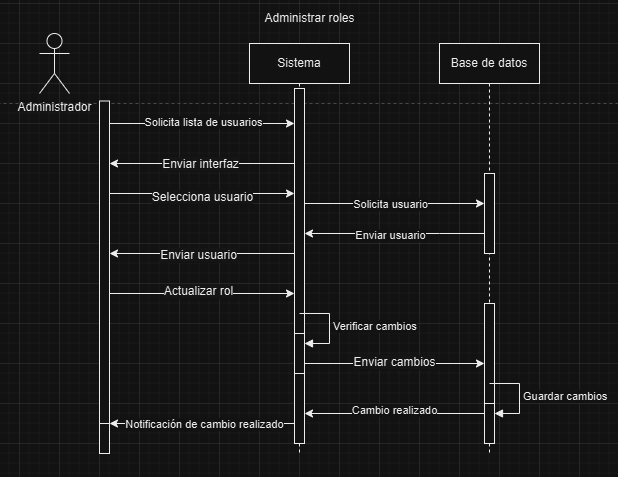 Administrar roles
Sistema
Base de datos
Administrador
Solicita lista de usuarios
Enviar interfaz
Selecciona usuario
Solicita usuario
Enviar usuario
Enviar usuario
Actualizar rol
Verificar cambios
Enviar cambios
Guardar cambios
Cambio realizado
Notificación de cambio realizado